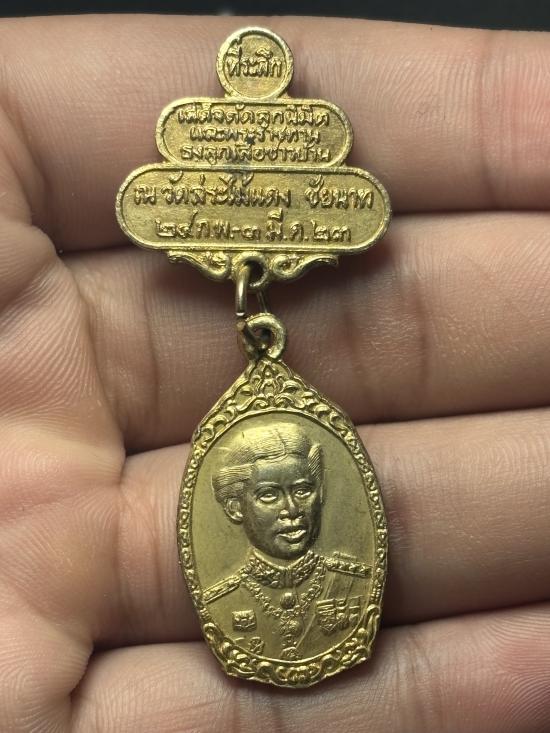 ที่ระลึก
เสด็จตัดลูกนิมิต
และพระราชทาน
ธงลูกเสือชาวบ้าน
ณ วัดสระไม้แดง ชัยนาท
๒๘ ก.พ.-๓ มี.ค.๒๓